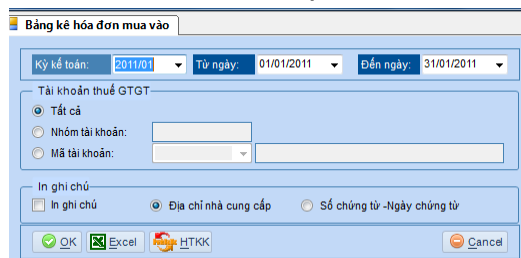 Bảng kê hóa đơn mua vào
Kỳ kế toán: 2011/01 Từ ngày: 01/01/2011 Đến ngày: 31/01/2011
Tài khoản thuế GTGT
Tất cả
Nhóm tài khoản:
Mã tài khoản:
In ghi chú
In ghi chú Địa chỉ nhà cung cấp Số chứng từ -Ngày chứng từ
OK Excel HTKK Cancel